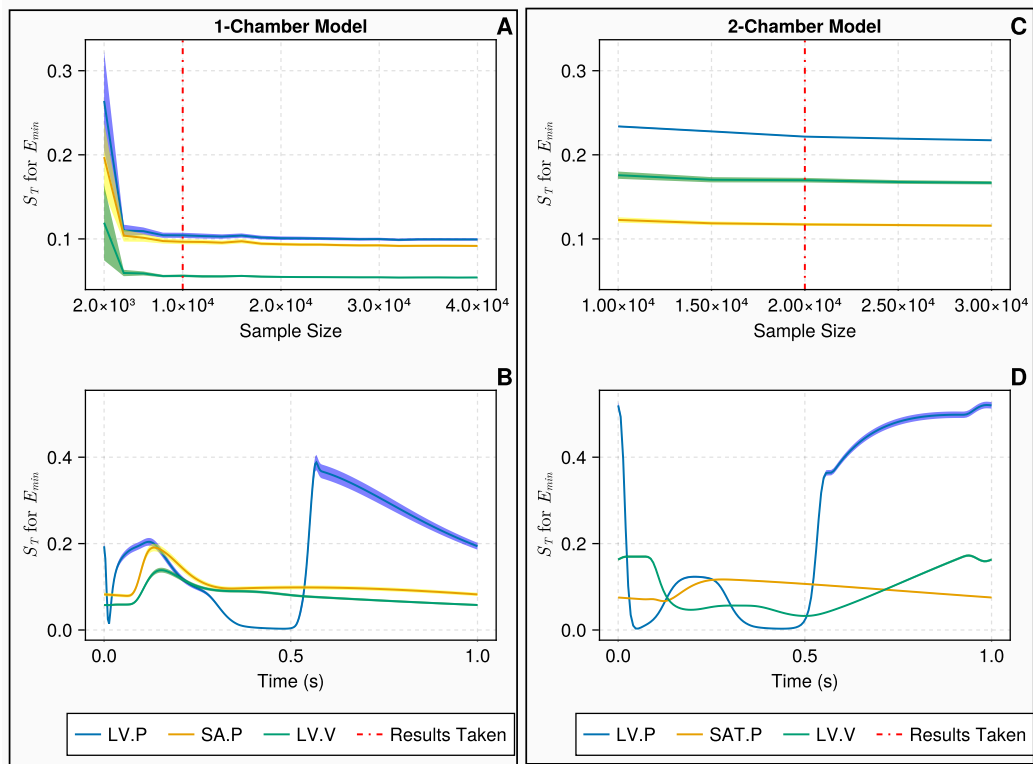 1-Chamber Model
A
S_T for E_min
0.3
0.2
0.1
2.0×10³ 1.0×10⁴ 2.0×10⁴ 3.0×10⁴ 4.0×10⁴
Sample Size
B
S_T for E_min
0.4
0.2
0.0
0.0 0.5 1.0
Time (s)
LV.P SA.P LV.V Results Taken
2-Chamber Model
C
S_T for E_min
0.3
0.2
0.1
1.00×10⁴ 1.50×10⁴ 2.00×10⁴ 2.50×10⁴ 3.00×10⁴
Sample Size
D
S_T for E_min
0.4
0.2
0.0
0.0 0.5 1.0
Time (s)
LV.P SAT.P LV.V Results Taken